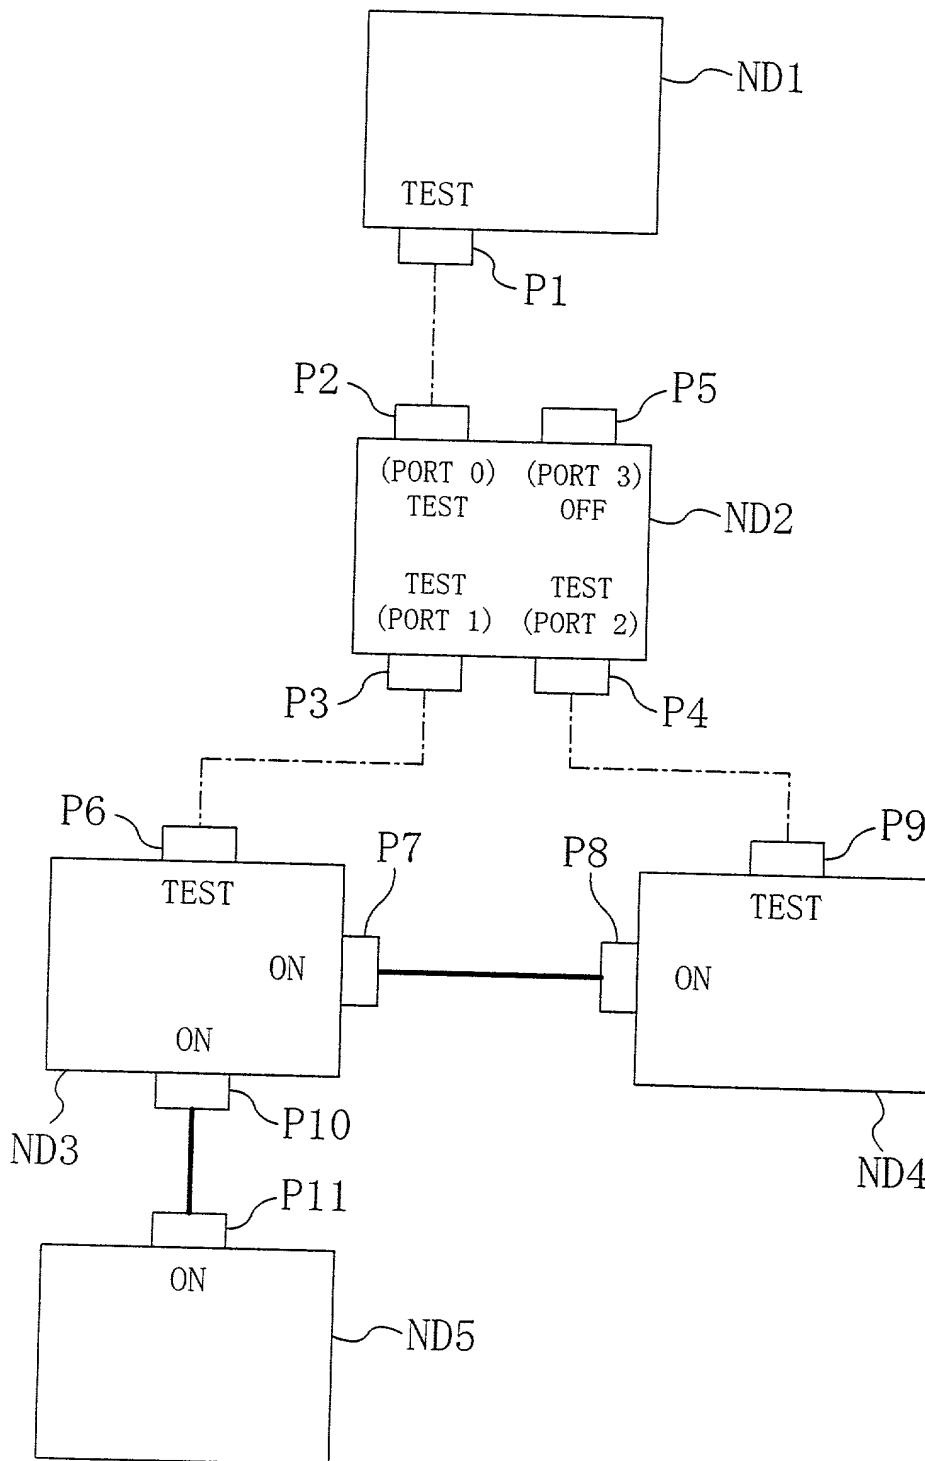 ND1
TEST
P1
P2
P5
(PORT 0)
(PORT 3)
TEST
OFF
ND2
TEST
TEST
(PORT 1)
(PORT 2)
P3
P4
P6
P7
P8
P9
TEST
TEST
ON
ON
ON
ND3
P10
ND4
P11
ON
ND5